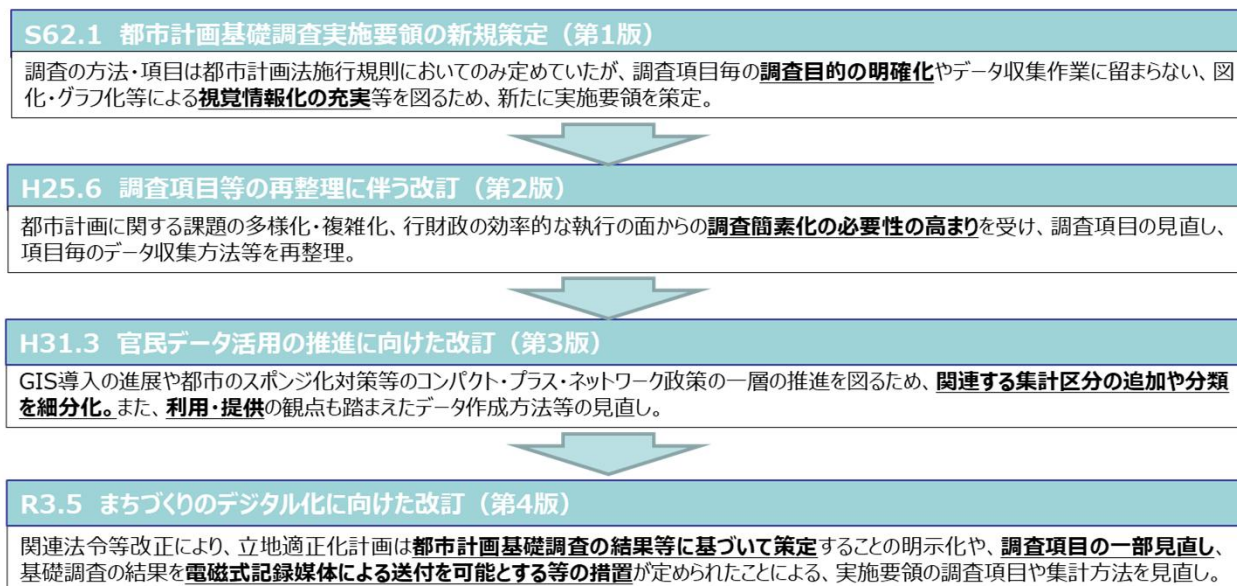 S62.1 都市計画基礎調査実施要領の新規策定（第1版）
調査の方法・項目は都市計画法施行規則においてのみ定めていたが、調査項目毎の調査目的の明確化やデータ収集作業に留まらない、図
化・グラフ化等による視覚情報化の充実等を図るため、新たに実施要領を策定。
H25.6 調査項目等の再整理に伴う改訂（第2版）
都市計画に関する課題の多様化・複雑化、行財政の効率的な執行の面からの調査簡素化の必要性の高まりを受け、調査項目の見直し、
項目毎のデータ収集方法等を再整理。
H31.3 官民データ活用の推進に向けた改訂（第3版）
GIS導入の進展や都市のスポンジ化対策等のコンパクト・プラス・ネットワーク政策の一層の推進を図るため、関連する集計区分の追加や分類
を細分化。また、利用・提供の観点も踏まえたデータ作成方法等の見直し。
R3.5 まちづくりのデジタル化に向けた改訂（第4版）
関連法令等改正により、立地適正化計画は都市計画基礎調査の結果等に基づいて策定することの明示化や、調査項目の一部見直し、
基礎調査の結果を電磁式記録媒体による送付を可能とする等の措置が定められたことによる、実施要領の調査項目や集計方法を見直し。